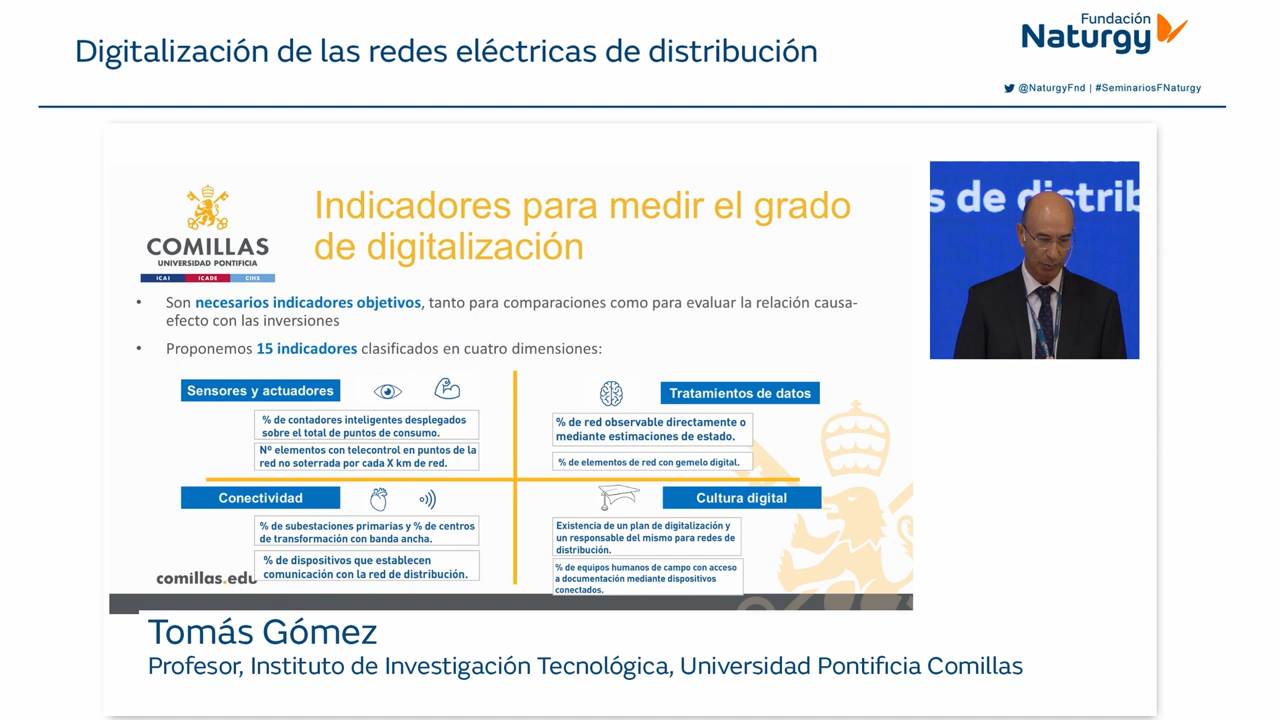 Digitalización de las redes eléctricas de distribución
Fundación
Naturgy
@NaturgyFnd | #SeminariosFNaturgy
COMILLAS
UNIVERSIDAD PONTIFICIA
ICAI ICADE CIHS
Indicadores para medir el grado
de digitalización
s de distrib
• Son necesarios indicadores objetivos, tanto para comparaciones como para evaluar la relación causa-
efecto con las inversiones
• Proponemos 15 indicadores clasificados en cuatro dimensiones:
Sensores y actuadores
% de contadores inteligentes desplegados
sobre el total de puntos de consumo.
Nº elementos con telecontrol en puntos de la
red no soterrada por cada X km de red.
Tratamientos de datos
% de red observable directamente o
mediante estimaciones de estado.
% de elementos de red con gemelo digital.
Conectividad
% de subestaciones primarias y % de centros
de transformación con banda ancha.
% de dispositivos que establecen
comunicación con la red de distribución.
Cultura digital
Existencia de un plan de digitalización y
un responsable del mismo para redes de
distribución.
% de equipos humanos de campo con acceso
a documentación mediante dispositivos
conectados.
comillas.edu
Tomás Gómez
Profesor, Instituto de Investigación Tecnológica, Universidad Pontificia Comillas